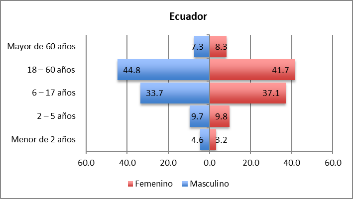 Ecuador
Mayor de 60 años 7.3 8.3
18 – 60 años 44.8 41.7
6 – 17 años 33.7 37.1
2 – 5 años 9.7 9.8
Menor de 2 años 4.6 3.2
60.0 40.0 20.0 0.0 20.0 40.0 60.0
Femenino Masculino